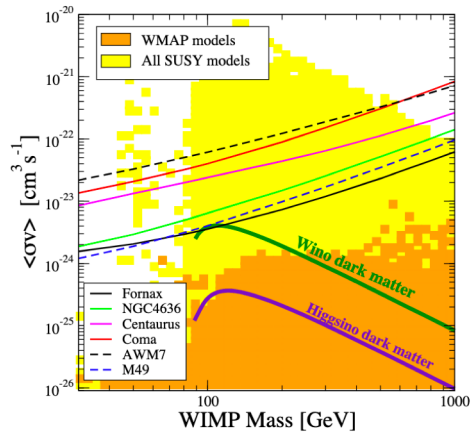 10^-20
WMAP models
All SUSY models
10^-21
10^-22
<σv> [cm^3 s^-1]
10^-23
10^-24
Wino dark matter
Fornax
NGC4636
Centaurus
Coma
AWM7
M49
10^-25
Higgsino dark matter
10^-26
100
1000
WIMP Mass [GeV]